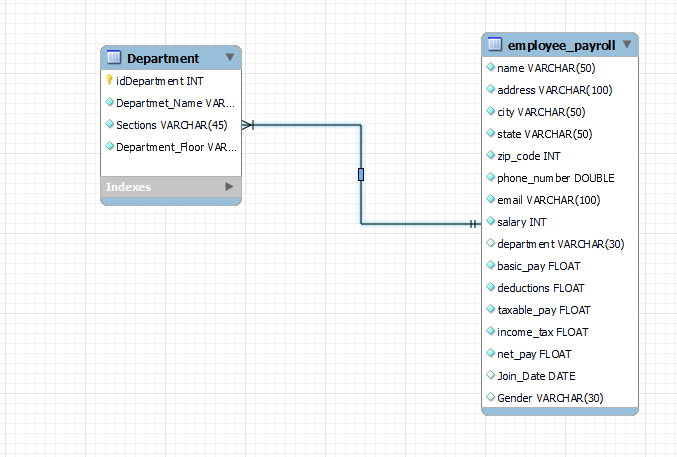 Department
idDepartment INT
Departmet_Name VAR...
Sections VARCHAR(45)
Department_Floor VAR...
Indexes
employee_payroll
name VARCHAR(50)
address VARCHAR(100)
city VARCHAR(50)
state VARCHAR(50)
zip_code INT
phone_number DOUBLE
email VARCHAR(100)
salary INT
department VARCHAR(30)
basic_pay FLOAT
deductions FLOAT
taxable_pay FLOAT
income_tax FLOAT
net_pay FLOAT
Join_Date DATE
Gender VARCHAR(30)